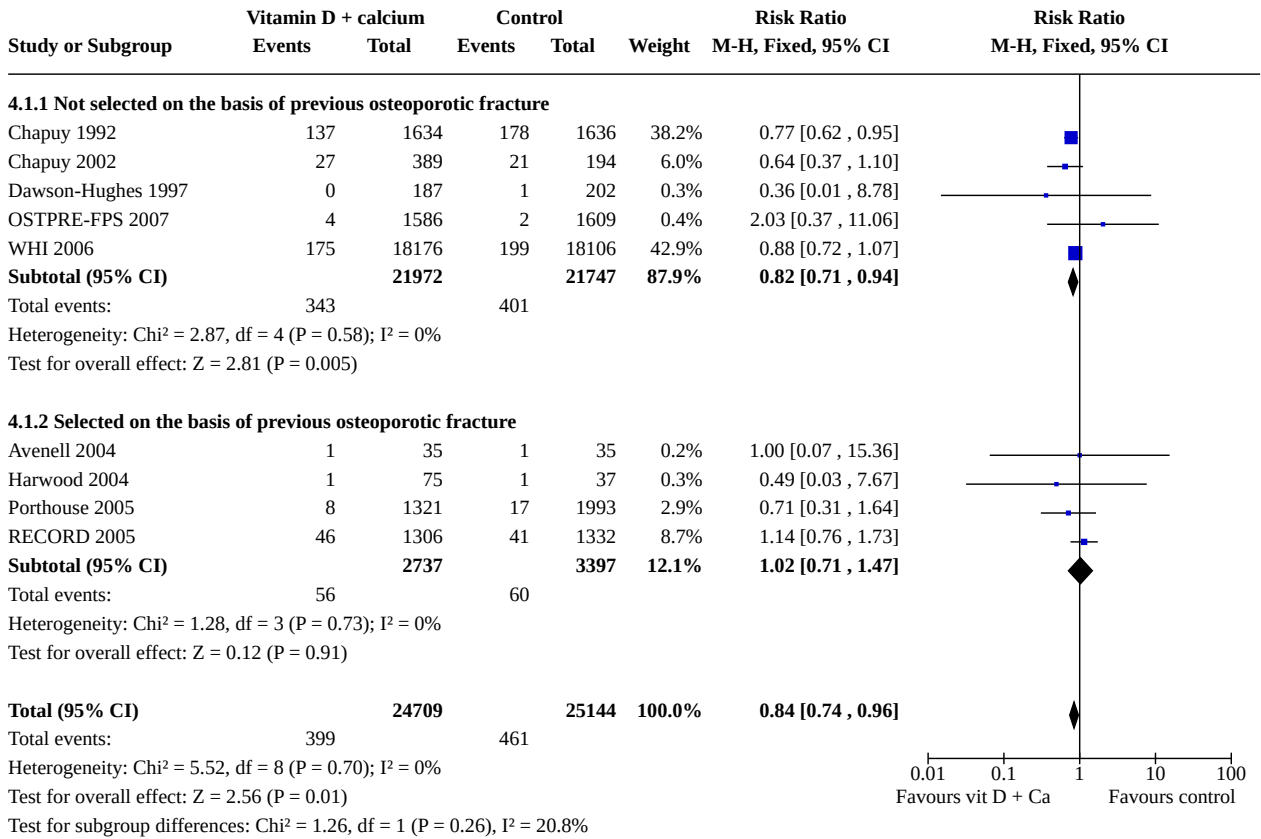 Vitamin D + calcium Control Risk Ratio Risk Ratio
Study or Subgroup Events Total Events Total Weight M-H, Fixed, 95% CI M-H, Fixed, 95% CI
4.1.1 Not selected on the basis of previous osteoporotic fracture
Chapuy 1992 137 1634 178 1636 38.2% 0.77 [0.62 , 0.95]
Chapuy 2002 27 389 21 194 6.0% 0.64 [0.37 , 1.10]
Dawson-Hughes 1997 0 187 1 202 0.3% 0.36 [0.01 , 8.78]
OSTPRE-FPS 2007 4 1586 2 1609 0.4% 2.03 [0.37 , 11.06]
WHI 2006 175 18176 199 18106 42.9% 0.88 [0.72 , 1.07]
Subtotal (95% CI) 21972 21747 87.9% 0.82 [0.71 , 0.94]
Total events: 343 401
Heterogeneity: Chi² = 2.87, df = 4 (P = 0.58); I² = 0%
Test for overall effect: Z = 2.81 (P = 0.005)
4.1.2 Selected on the basis of previous osteoporotic fracture
Avenell 2004 1 35 1 35 0.2% 1.00 [0.07 , 15.36]
Harwood 2004 1 75 1 37 0.3% 0.49 [0.03 , 7.67]
Porthouse 2005 8 1321 17 1993 2.9% 0.71 [0.31 , 1.64]
RECORD 2005 46 1306 41 1332 8.7% 1.14 [0.76 , 1.73]
Subtotal (95% CI) 2737 3397 12.1% 1.02 [0.71 , 1.47]
Total events: 56 60
Heterogeneity: Chi² = 1.28, df = 3 (P = 0.73); I² = 0%
Test for overall effect: Z = 0.12 (P = 0.91)
Total (95% CI) 24709 25144 100.0% 0.84 [0.74 , 0.96]
Total events: 399 461
Heterogeneity: Chi² = 5.52, df = 8 (P = 0.70); I² = 0%
Test for overall effect: Z = 2.56 (P = 0.01)
Test for subgroup differences: Chi² = 1.26, df = 1 (P = 0.26), I² = 20.8%
0.01 0.1 1 10 100
Favours vit D + Ca Favours control